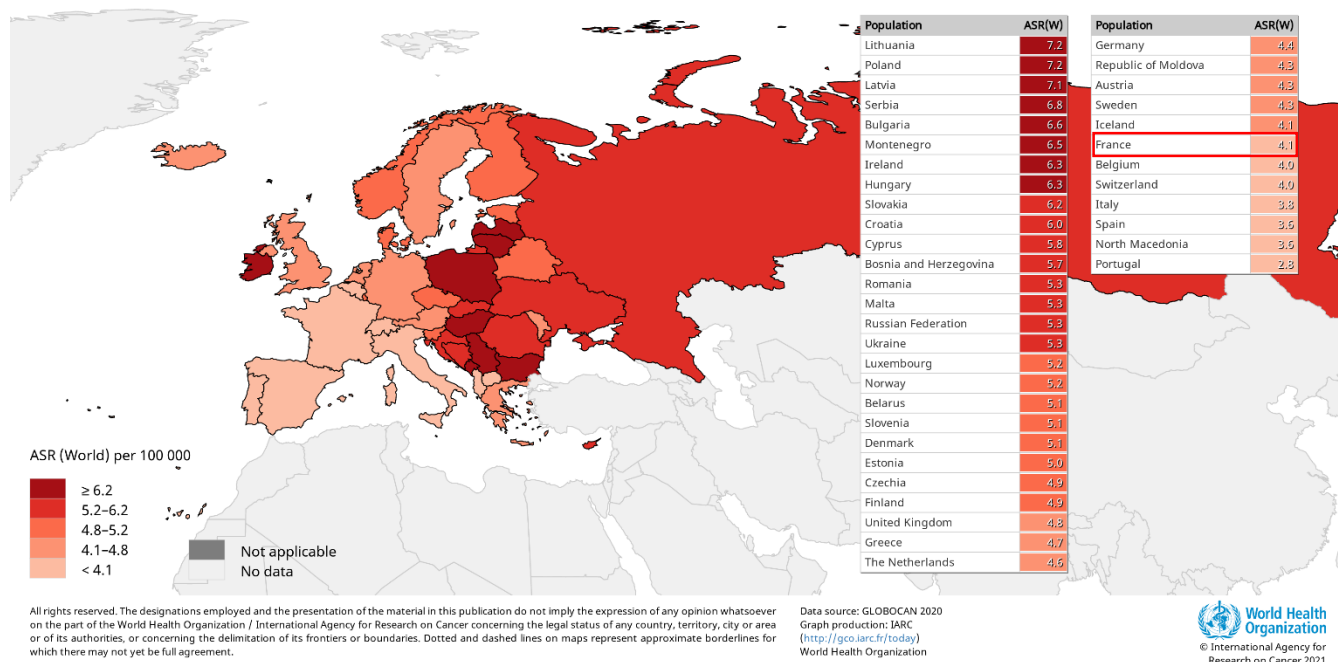 Population ASR(W)
Lithuania 7.2
Poland 7.2
Latvia 7.1
Serbia 6.8
Bulgaria 6.6
Montenegro 6.5
Ireland 6.3
Hungary 6.3
Slovakia 6.2
Croatia 6.0
Cyprus 5.8
Bosnia and Herzegovina 5.7
Romania 5.3
Malta 5.3
Russian Federation 5.3
Ukraine 5.3
Luxembourg 5.2
Norway 5.2
Belarus 5.1
Slovenia 5.1
Denmark 5.1
Estonia 5.0
Czechia 4.9
Finland 4.9
United Kingdom 4.8
Greece 4.7
The Netherlands 4.6
Population ASR(W)
Germany 4.4
Republic of Moldova 4.3
Austria 4.3
Sweden 4.3
Iceland 4.1
France 4.1
Belgium 4.0
Switzerland 4.0
Italy 3.8
Spain 3.6
North Macedonia 3.6
Portugal 2.8
ASR (World) per 100 000
≥ 6.2
5.2–6.2
4.8–5.2
4.1–4.8
< 4.1
Not applicable
No data
All rights reserved. The designations employed and the presentation of the material in this publication do not imply the expression of any opinion whatsoever
on the part of the World Health Organization / International Agency for Research on Cancer concerning the legal status of any country, territory, city or area
or of its authorities, or concerning the delimitation of its frontiers or boundaries. Dotted and dashed lines on maps represent approximate borderlines for
which there may not yet be full agreement.
Data source: GLOBOCAN 2020
Graph production: IARC
(http://gco.iarc.fr/today)
World Health Organization
World Health
Organization
© International Agency for
Research on Cancer 2021